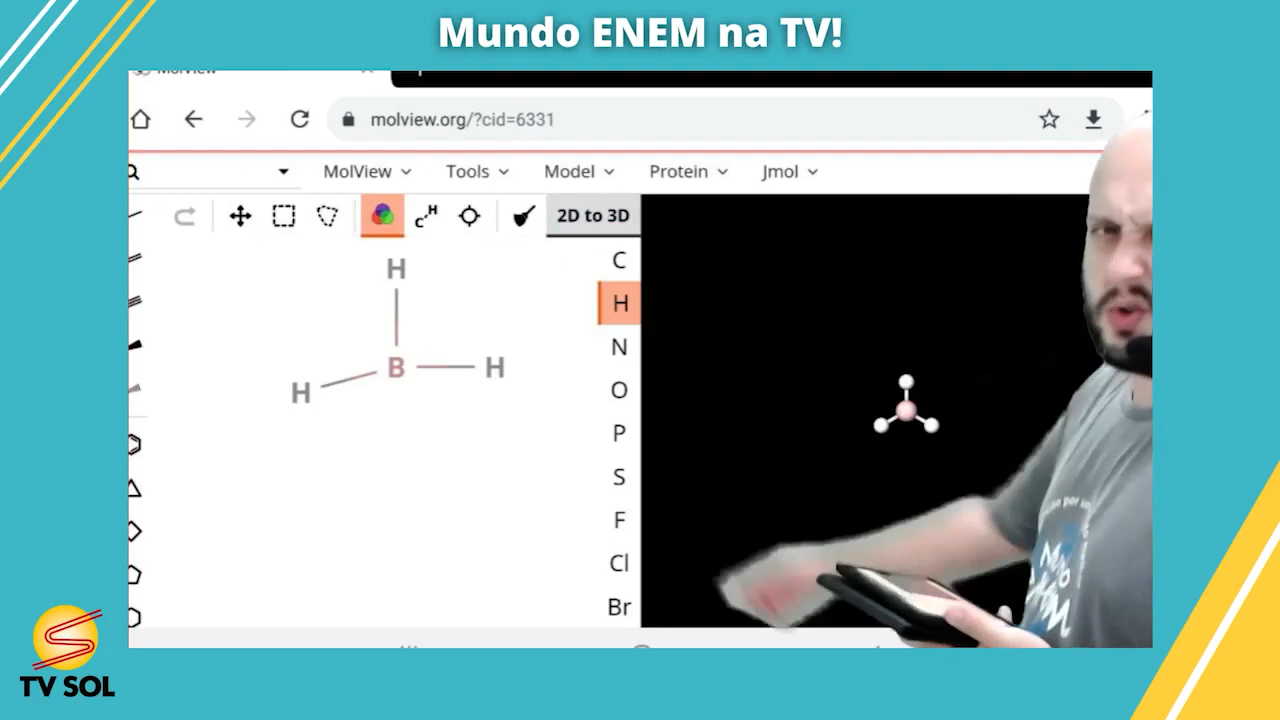 Mundo ENEM na TV!
MolView
molview.org/?cid=6331
MolView Tools Model Protein Jmol
C H
2D to 3D
H
B
H
H
C
H
N
O
P
S
F
Cl
Br
TV SOL